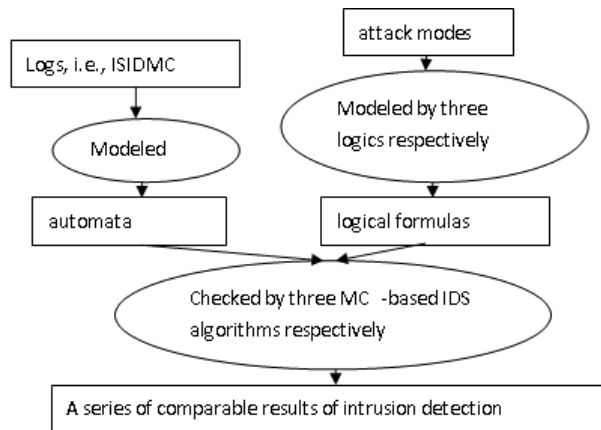 attack modes
Logs, i.e., ISIDMC
Modeled by three
logics respectively
Modeled
automata
logical formulas
Checked by three MC -based IDS
algorithms respectively
A series of comparable results of intrusion detection